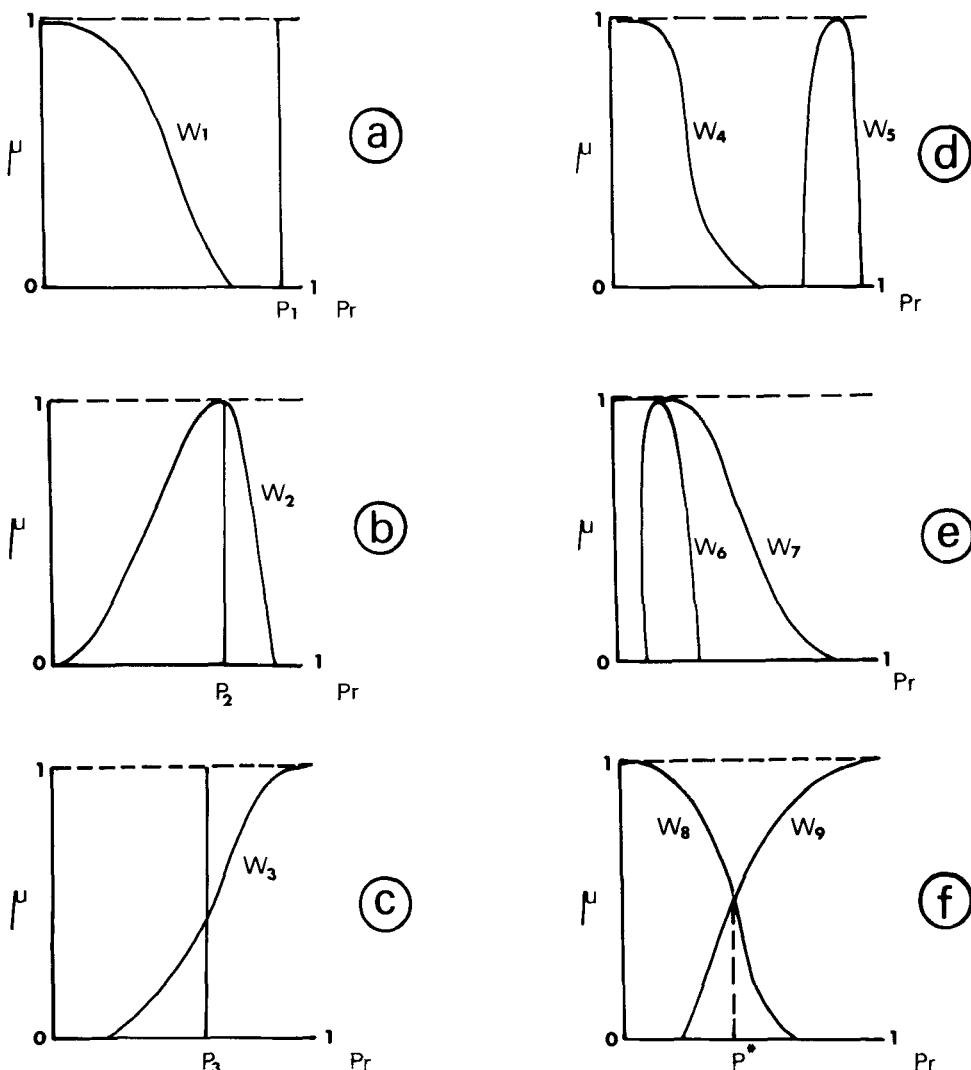 1
W₁
a
μ
0
1
P₁ Pr
1
W₄
W₅
d
μ
0
1
Pr
1
W₂
b
μ
0
1
P₂ Pr
1
W₆
W₇
e
μ
0
1
Pr
1
W₃
c
μ
0
1
P₃ Pr
1
W₈
W₉
f
μ
0
1
P* Pr